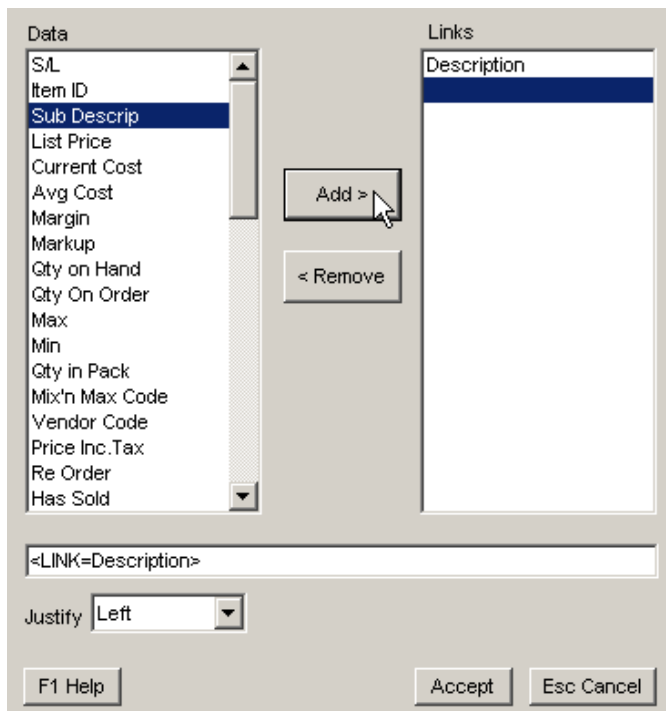 Data
S/L
Item ID
Sub Descrip
List Price
Current Cost
Avg Cost
Margin
Markup
Qty on Hand
Qty On Order
Max
Min
Qty in Pack
Mix'n Max Code
Vendor Code
Price Inc.Tax
Re Order
Has Sold
Add >
< Remove
Links
Description
<LINK=Description>
Justify Left
F1 Help Accept Esc Cancel